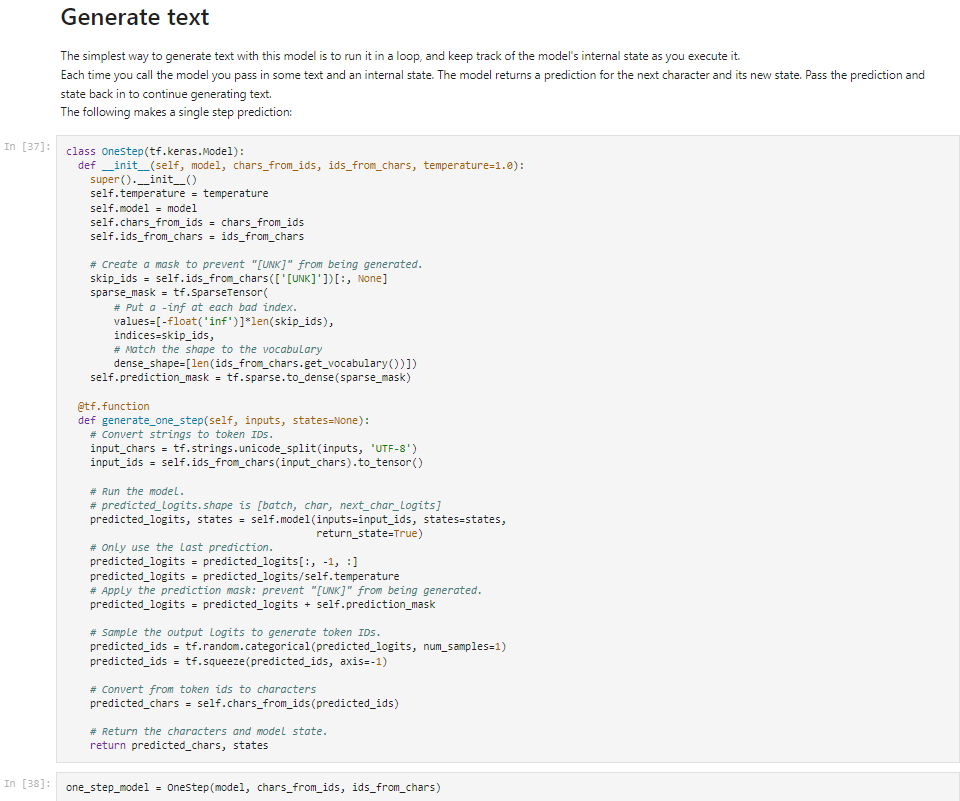 Generate text
The simplest way to generate text with this model is to run it in a loop, and keep track of the model's internal state as you execute it.
Each time you call the model you pass in some text and an internal state. The model returns a prediction for the next character and its new state. Pass the prediction and
state back in to continue generating text.
The following makes a single step prediction:
In [37]:
class OneStep(tf.keras.Model):
  def __init__(self, model, chars_from_ids, ids_from_chars, temperature=1.0):
    super().__init__()
    self.temperature = temperature
    self.model = model
    self.chars_from_ids = chars_from_ids
    self.ids_from_chars = ids_from_chars

    # Create a mask to prevent "[UNK]" from being generated.
    skip_ids = self.ids_from_chars(['[UNK]'])[:, None]
    sparse_mask = tf.SparseTensor(
        # Put a -inf at each bad index.
        values=[-float('inf')]*len(skip_ids),
        indices=skip_ids,
        # Match the shape to the vocabulary
        dense_shape=[len(ids_from_chars.get_vocabulary())])
    self.prediction_mask = tf.sparse.to_dense(sparse_mask)

  @tf.function
  def generate_one_step(self, inputs, states=None):
    # Convert strings to token IDs.
    input_chars = tf.strings.unicode_split(inputs, 'UTF-8')
    input_ids = self.ids_from_chars(input_chars).to_tensor()

    # Run the model.
    # predicted_logits.shape is [batch, char, next_char_logits]
    predicted_logits, states = self.model(inputs=input_ids, states=states,
                                          return_state=True)
    # Only use the last prediction.
    predicted_logits = predicted_logits[:, -1, :]
    predicted_logits = predicted_logits/self.temperature
    # Apply the prediction mask: prevent "[UNK]" from being generated.
    predicted_logits = predicted_logits + self.prediction_mask

    # Sample the output logits to generate token IDs.
    predicted_ids = tf.random.categorical(predicted_logits, num_samples=1)
    predicted_ids = tf.squeeze(predicted_ids, axis=-1)

    # Convert from token ids to characters
    predicted_chars = self.chars_from_ids(predicted_ids)

    # Return the characters and model state.
    return predicted_chars, states
In [38]:
one_step_model = OneStep(model, chars_from_ids, ids_from_chars)